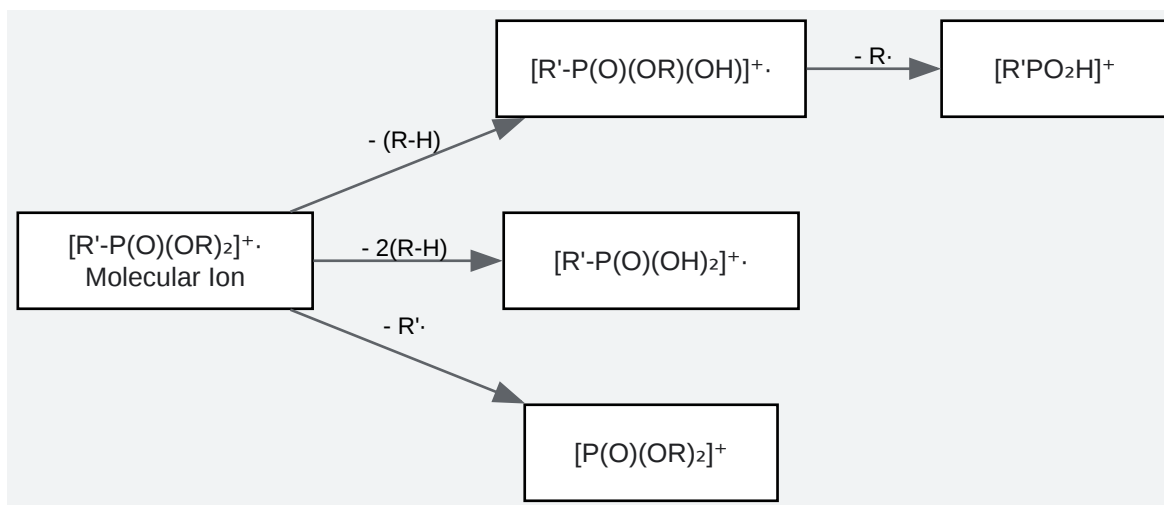 [R'-P(O)(OR)(OH)]⁺·
- R·
[R'PO₂H]⁺
- (R-H)
[R'-P(O)(OR)₂]⁺·
Molecular Ion
- 2(R-H)
[R'-P(O)(OH)₂]⁺·
- R'·
[P(O)(OR)₂]⁺